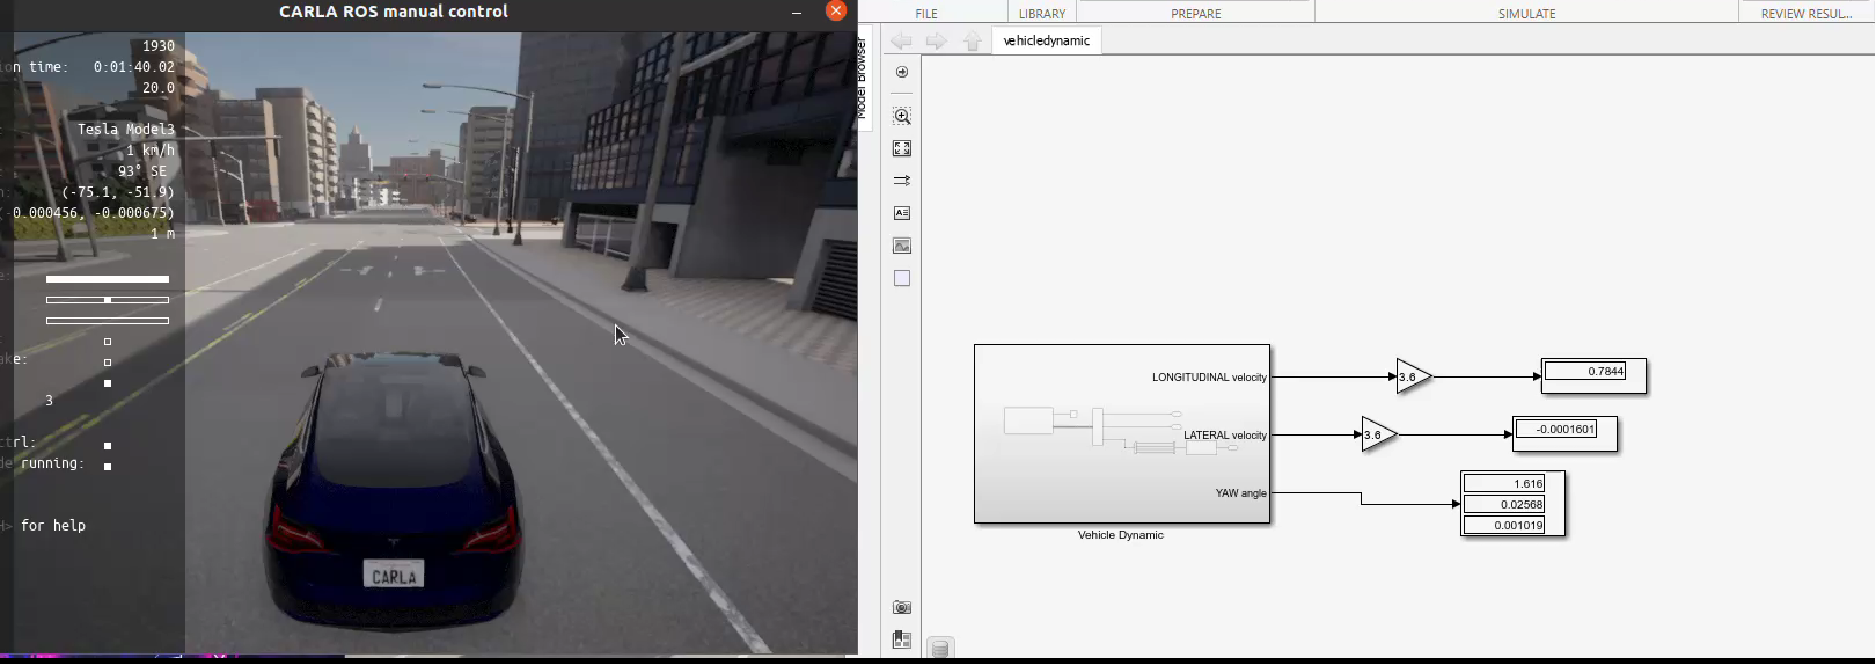 CARLA ROS manual control
1930
on time: 0:01:40.02
20.0
Tesla Model3
1 km/h
93° SE
(-75.1, -51.9)
0.000456, -0.000675)
1 m
ke:
3
ctrl:
de running:
H> for help
CARLA
FILE
LIBRARY
PREPARE
SIMULATE
REVIEW RESUL...
vehicledynamic
Model Browser
LONGITUDINAL velocity
3.6
0.7844
LATERAL velocity
3.6
-0.0001601
YAW angle
1.616
0.02568
0.001019
Vehicle Dynamic